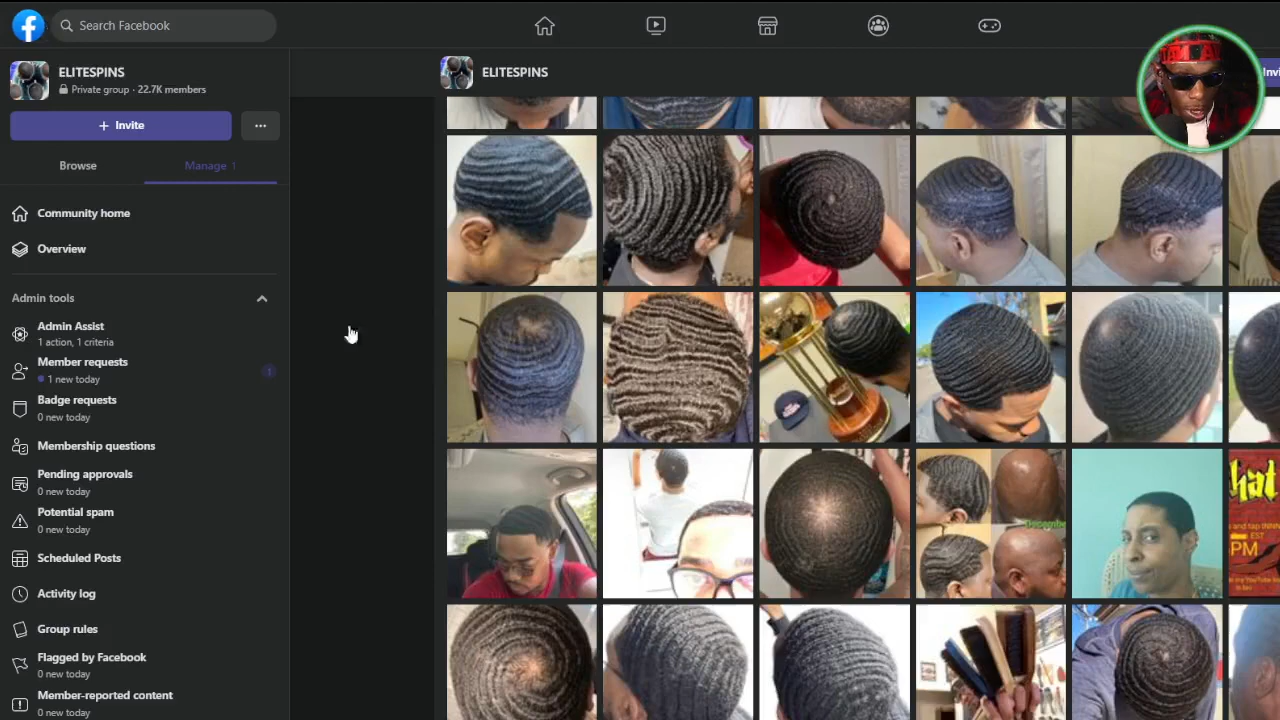 Search Facebook
ELITESPINS
Private group · 22.7K members
+ Invite
Browse
Manage 1
Community home
Overview
Admin tools
Admin Assist
1 action, 1 criteria
Member requests
1 new today
1
Badge requests
0 new today
Membership questions
Pending approvals
0 new today
Potential spam
0 new today
Scheduled Posts
Activity log
Group rules
Flagged by Facebook
0 new today
Member-reported content
0 new today
ELITESPINS